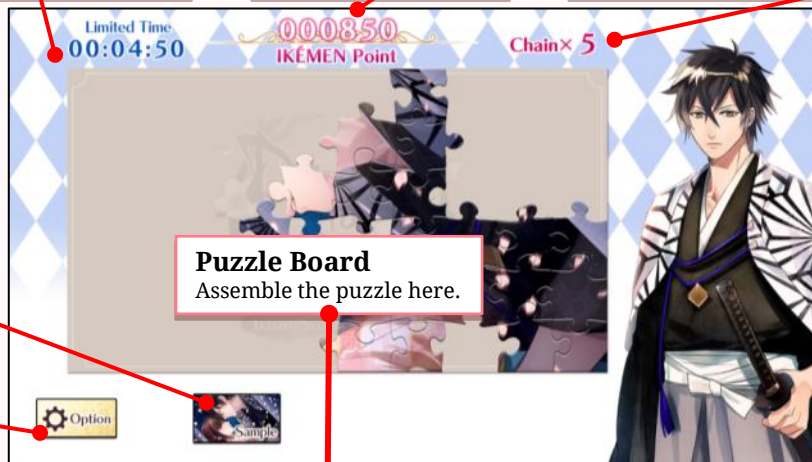 Limited Time
00:04:50
000850
IKÉMEN Point
Chain× 5
Puzzle Board
Assemble the puzzle here.
Option
Sample